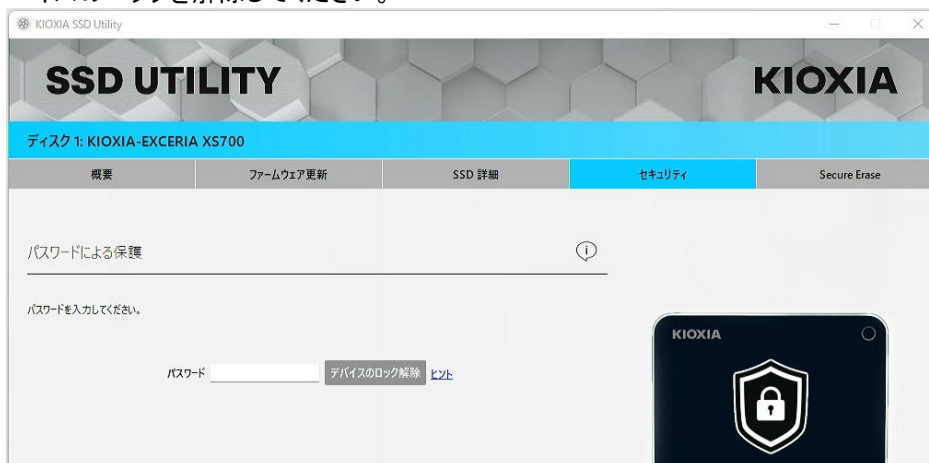 イスのロックを解除してください。
KIOXIA SSD Utility
SSD UTILITY
KIOXIA
ディスク 1: KIOXIA-EXCERIA XS700
概要 ファームウェア更新 SSD 詳細 セキュリティ Secure Erase
パスワードによる保護
パスワードを入力してください。
KIOXIA
パスワード デバイスのロック解除 ヒント